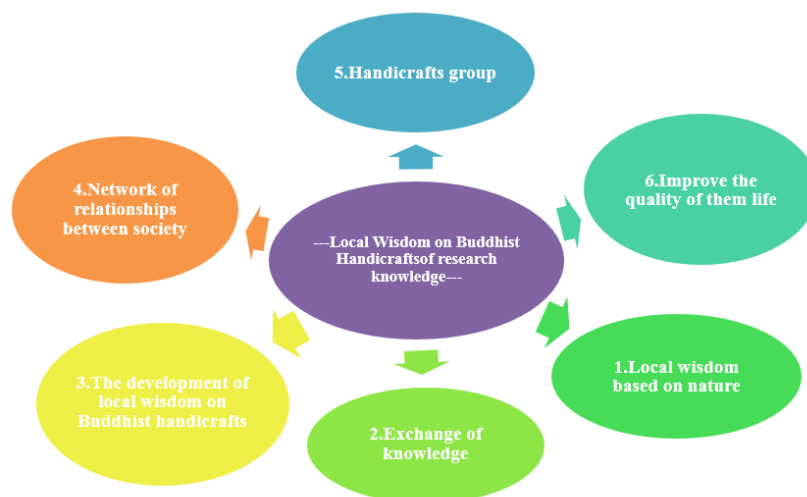 5.Handicrafts group
4.Network of
relationships
between society
6.Improve the
quality of them life
---Local Wisdom on Buddhist
Handicraftsof research
knowledge---
3.The development of
local wisdom on
Buddhist handicrafts
2.Exchange of
knowledge
1.Local wisdom
based on nature